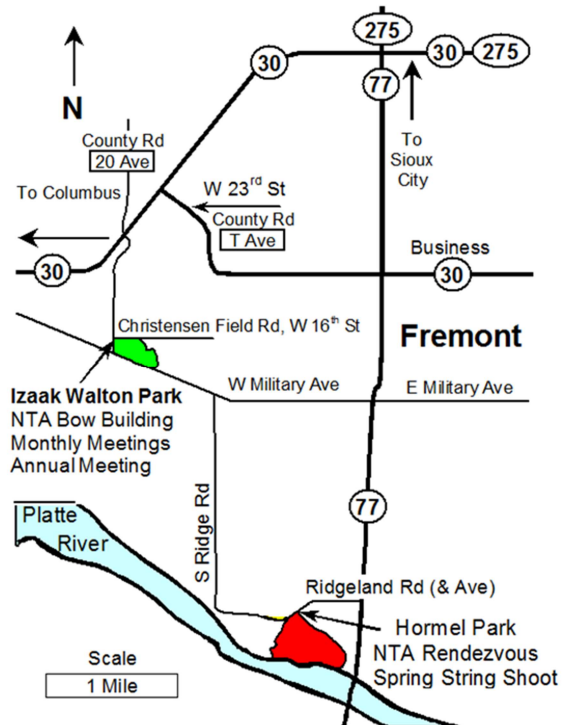 275
30
30
275
77
N
To
Sioux
City
County Rd
20 Ave
To Columbus
W 23rd St
County Rd
T Ave
Business
30
30
Christensen Field Rd, W 16th St
Fremont
Izaak Walton Park
NTA Bow Building
Monthly Meetings
Annual Meeting
W Military Ave
E Military Ave
S Ridge Rd
77
Platte
River
Ridgeland Rd (& Ave)
Hormel Park
NTA Rendezvous
Spring String Shoot
Scale
1 Mile